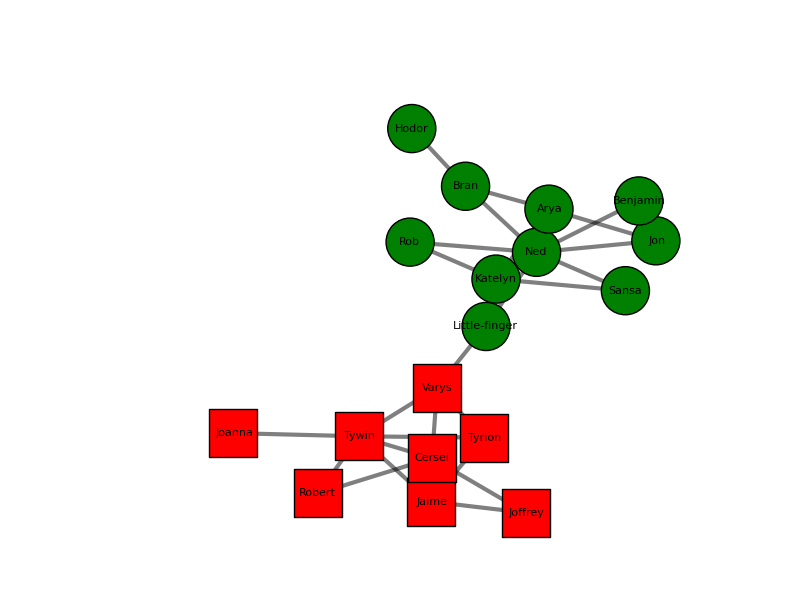 Hodor
Bran
Benjamin
Arya
Jon
Rob
Ned
Katelyn
Sansa
Little-finger
Varys
Joanna
Tywin
Tyrion
Cersei
Robert
Jaime
Joffrey